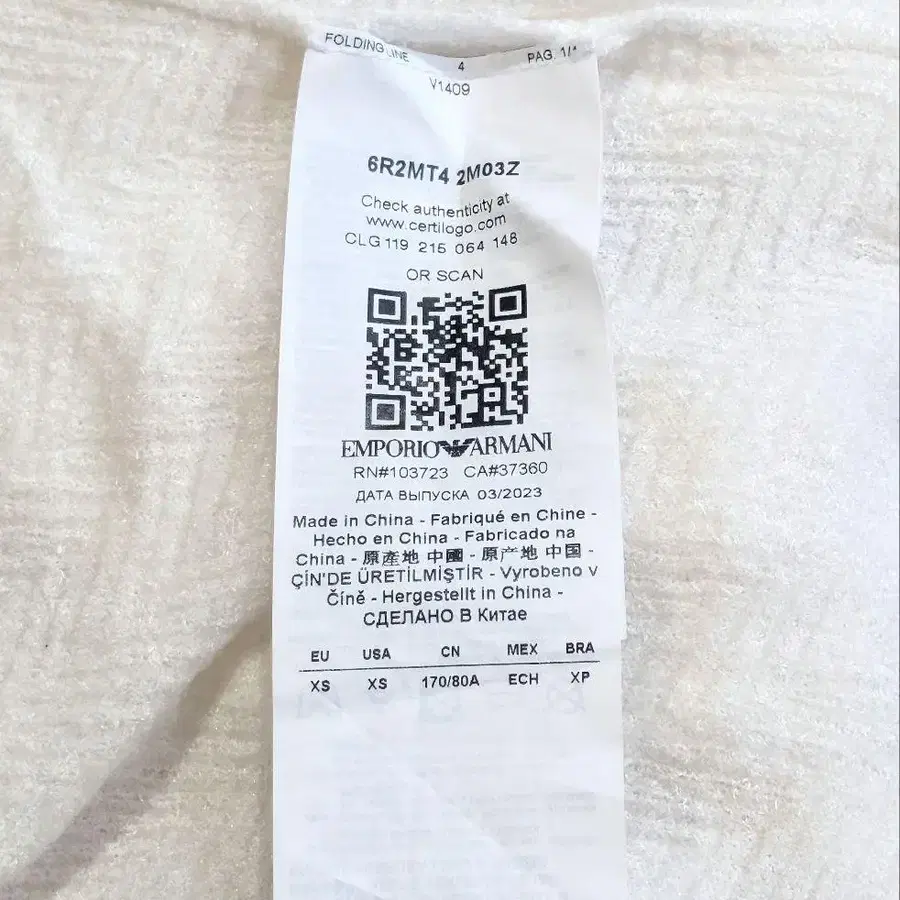 FOLDING LINE 4 PAG. 1/1
V1409
6R2MT4 2M03Z
Check authenticity at
www.certilogo.com
CLG 119 215 064 148
OR SCAN
EMPORIO ARMANI
RN#103723 CA#37360
ДАТА ВЫПУСКА 03/2023
Made in China - Fabriqué en Chine -
Hecho en China - Fabricado na
China - 原產地 中國 - 原产地 中国 -
ÇİN'DE ÜRETİLMİŞTİR - Vyrobeno v
Číně - Hergestellt in China -
СДЕЛАНО В Китае
EU USA CN MEX BRA
XS XS 170/80A ECH XP